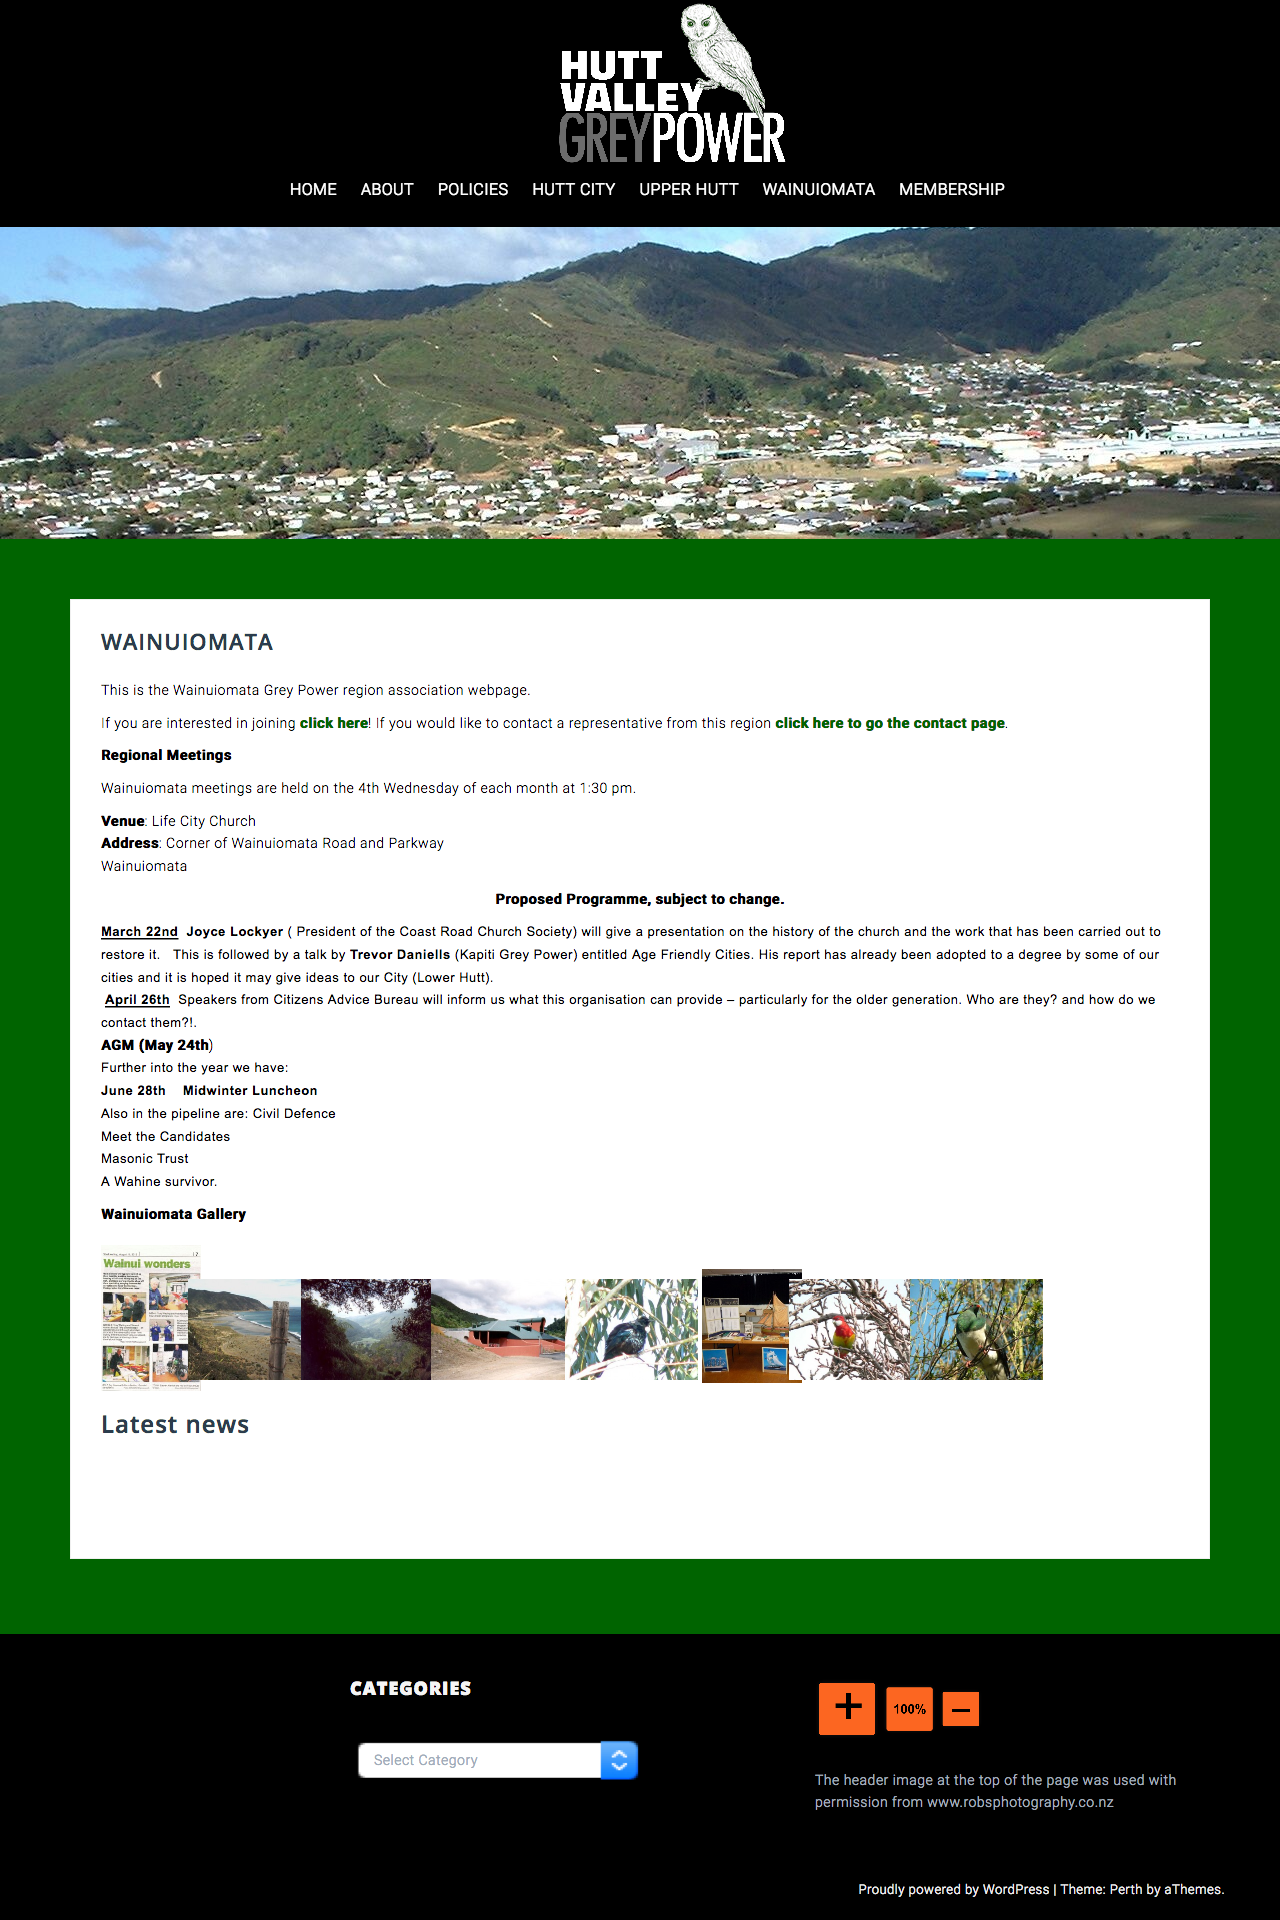 HUTT
VALLEY
GREYPOWER
HOME ABOUT POLICIES HUTT CITY UPPER HUTT WAINUIOMATA MEMBERSHIP
WAINUIOMATA
This is the Wainuiomata Grey Power region association webpage.
If you are interested in joining click here! If you would like to contact a representative from this region click here to go the contact page.
Regional Meetings
Wainuiomata meetings are held on the 4th Wednesday of each month at 1:30 pm.
Venue: Life City Church
Address: Corner of Wainuiomata Road and Parkway
Wainuiomata
Proposed Programme, subject to change.
March 22nd Joyce Lockyer ( President of the Coast Road Church Society) will give a presentation on the history of the church and the work that has been carried out to
restore it. This is followed by a talk by Trevor Daniells (Kapiti Grey Power) entitled Age Friendly Cities. His report has already been adopted to a degree by some of our
cities and it is hoped it may give ideas to our City (Lower Hutt).
April 26th Speakers from Citizens Advice Bureau will inform us what this organisation can provide – particularly for the older generation. Who are they? and how do we
contact them?!.
AGM (May 24th)
Further into the year we have:
June 28th Midwinter Luncheon
Also in the pipeline are: Civil Defence
Meet the Candidates
Masonic Trust
A Wahine survivor.
Wainuiomata Gallery
Wainui wonders
Latest news
CATEGORIES
Select Category
+ 100% –
The header image at the top of the page was used with
permission from www.robsphotography.co.nz
Proudly powered by WordPress | Theme: Perth by aThemes.